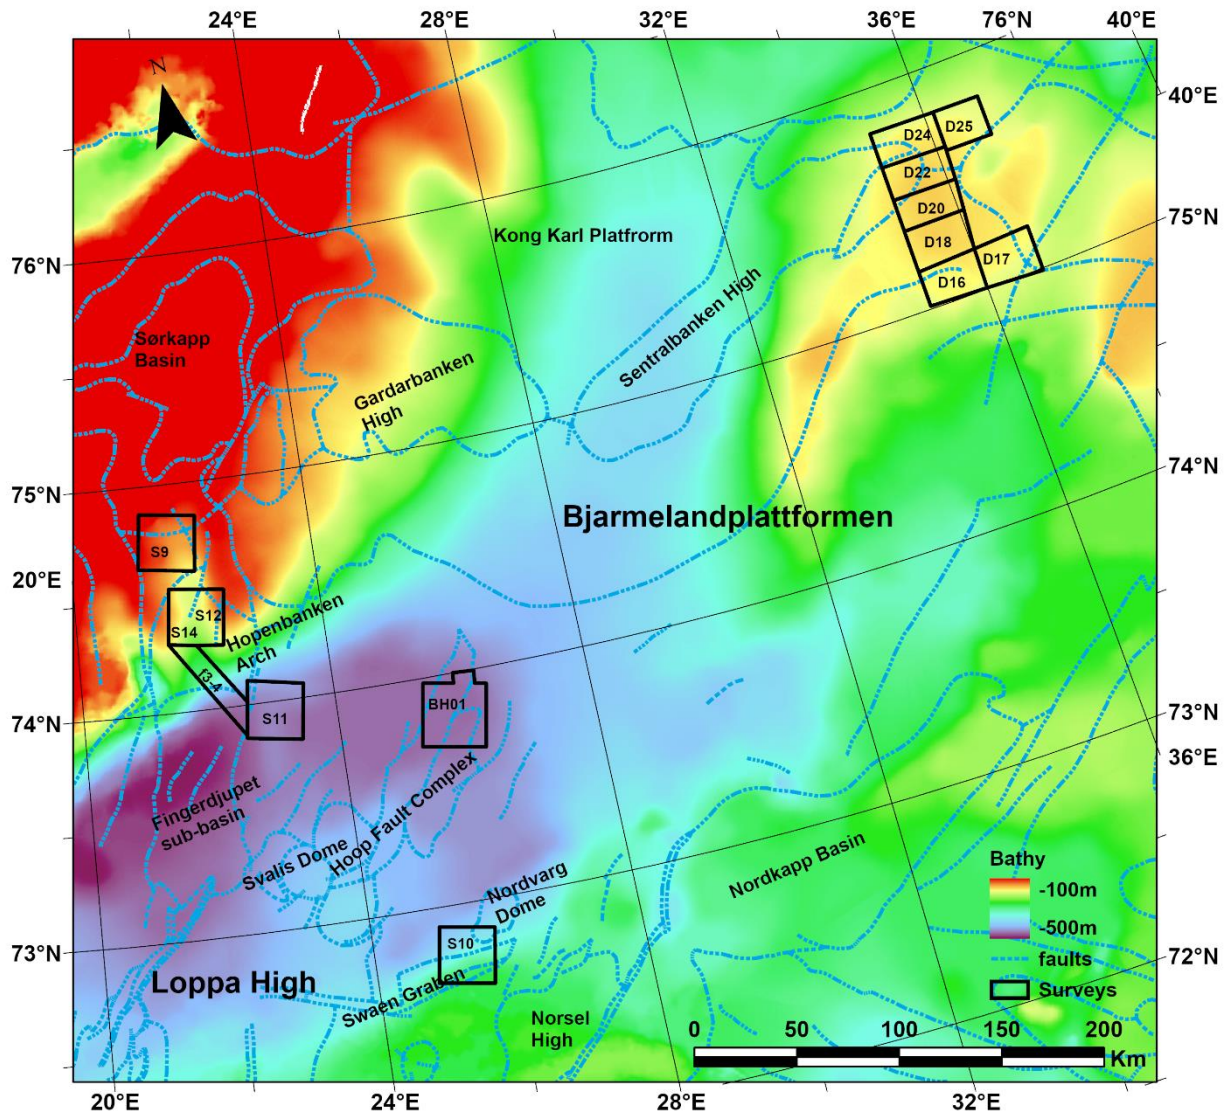 24°E
28°E
32°E
36°E
76°N
40°E
N
40°E
D24
D25
D22
D20
D18
D17
D16
75°N
Kong Karl Platfrorm
76°N
Sørkapp
Basin
Sentralbanken High
Gardarbanken
High
74°N
75°N
Bjarmelandplattformen
S9
20°E
S12
S14
Hopenbanken
Arch
f3-4
S11
BH01
74°N
73°N
36°E
Fingerdjupet
sub-basin
Hoop Fault Complex
Svalis Dome
Nordvarg
Dome
Nordkapp Basin
Bathy
-100m
-500m
faults
Surveys
S10
73°N
72°N
Loppa High
Swaen Graben
Norsel
High
0
50
100
150
200
Km
20°E
24°E
28°E
32°E